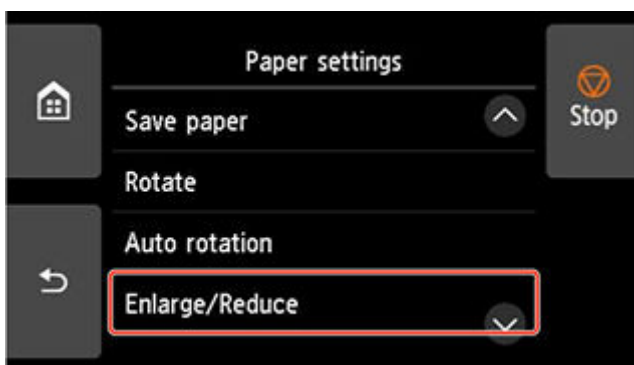 Paper settings
Stop
Save paper
Rotate
Auto rotation
Enlarge/Reduce